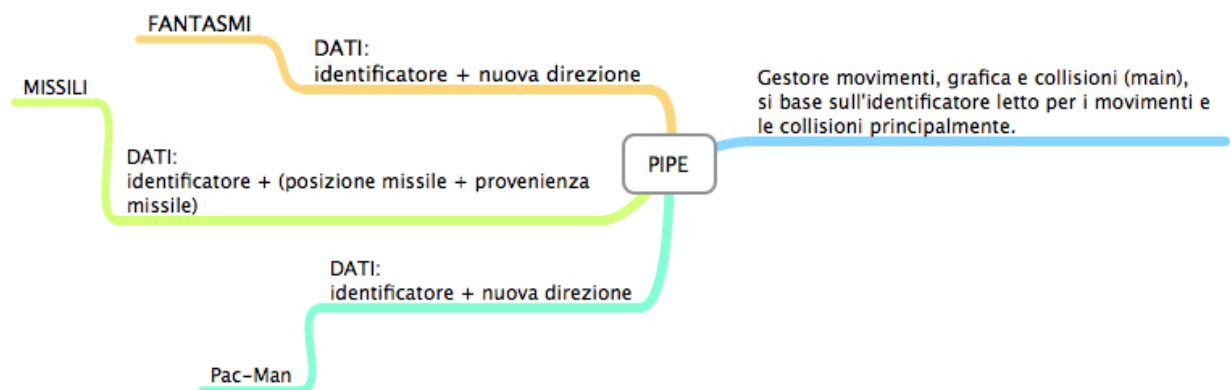 FANTASMI
DATI:
identificatore + nuova direzione
MISSILI
DATI:
identificatore + (posizione missile + provenienza
missile)
PIPE
Gestore movimenti, grafica e collisioni (main),
si base sull'identificatore letto per i movimenti e
le collisioni principalmente.
DATI:
identificatore + nuova direzione
Pac-Man